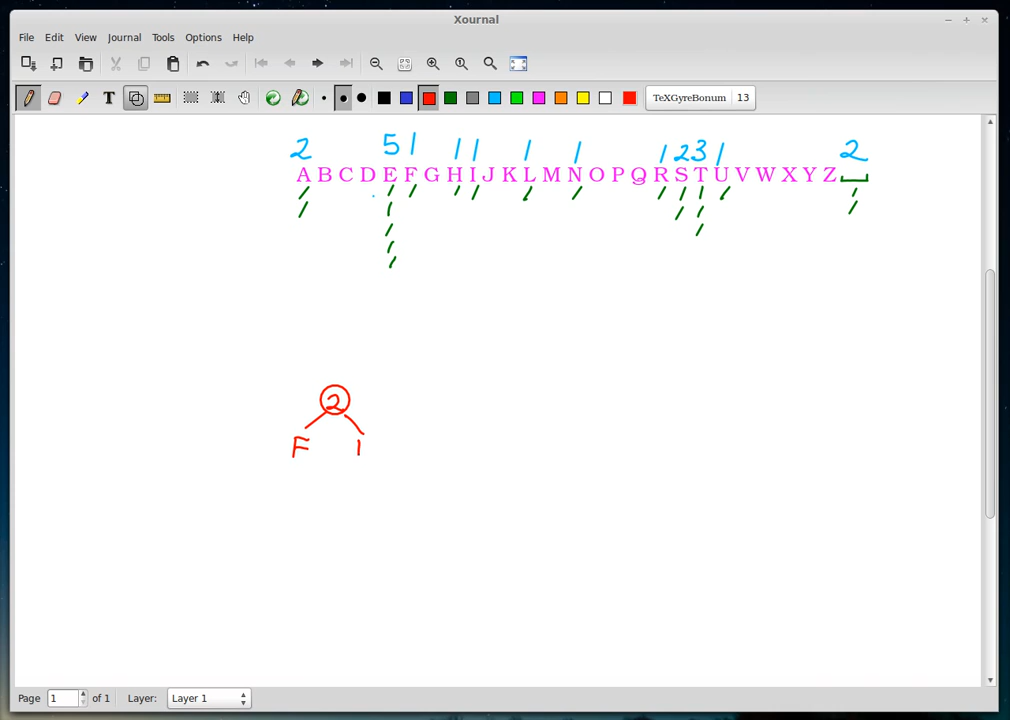 Xournal
File Edit View Journal Tools Options Help
TeXGyreBonum 13
2 5 1 1 1 1 1 1 2 3 1 2
A B C D E F G H I J K L M N O P Q R S T U V W X Y Z
2
F 1
Page 1 of 1 Layer: Layer 1